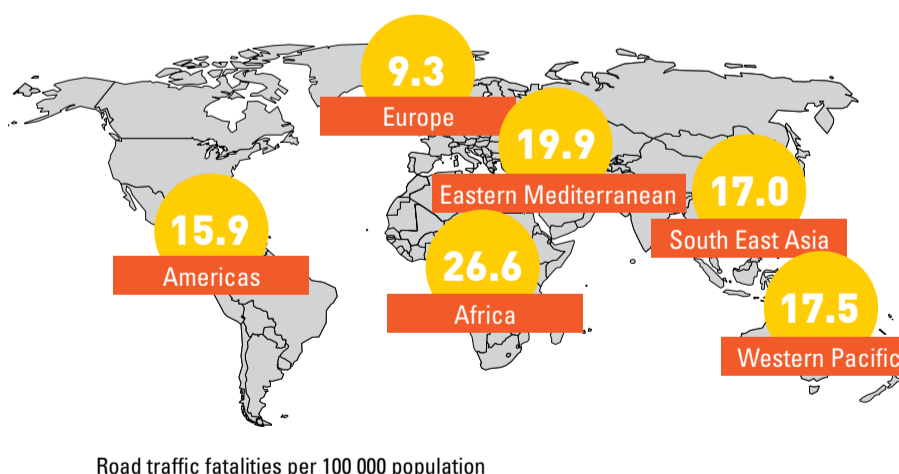 9.3
Europe
19.9
Eastern Mediterranean
17.0
South East Asia
15.9
Americas
26.6
Africa
17.5
Western Pacific
Road traffic fatalities per 100 000 population